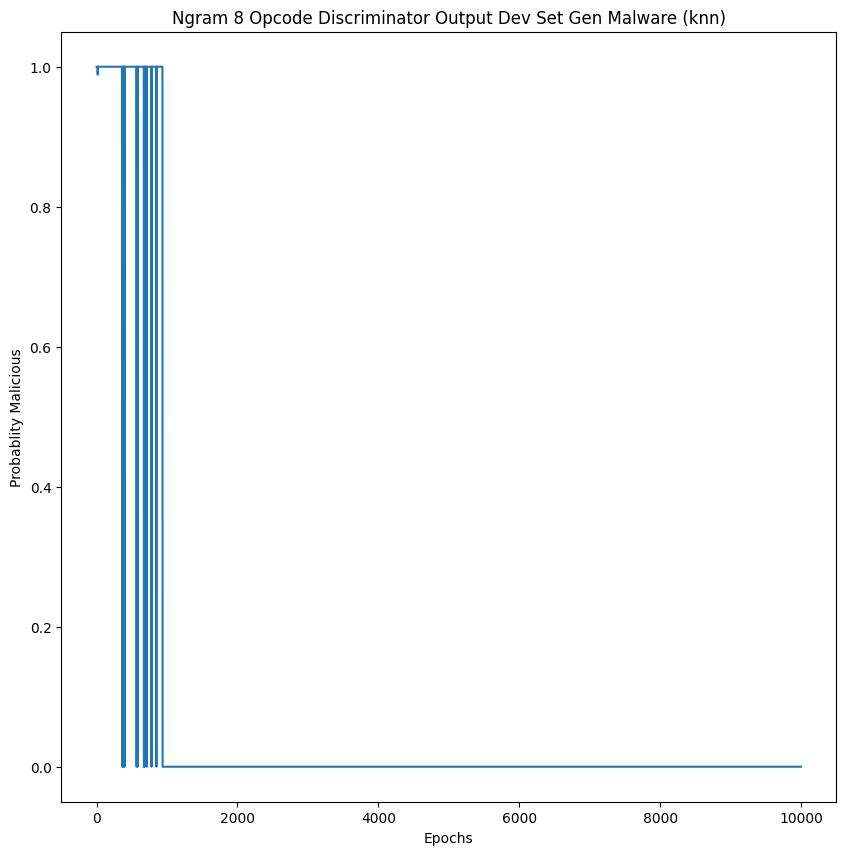 Ngram 8 Opcode Discriminator Output Dev Set Gen Malware (knn)
1.0
0.8
0.6
0.4
0.2
0.0
Probablity Malicious
0 2000 4000 6000 8000 10000
Epochs